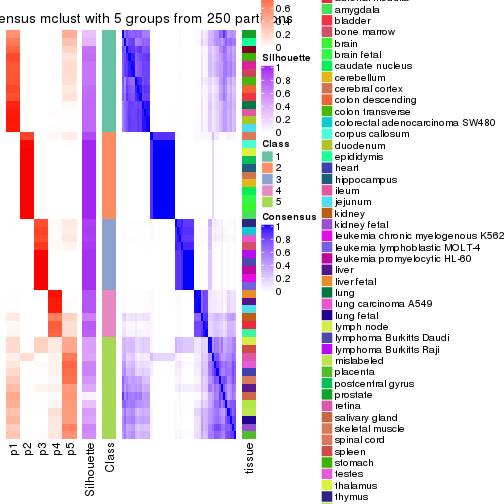 ensus mclust with 5 groups from 250 part
0.6
0.4
0.2
0
Silhouette
1
0.8
0.6
0.4
0.2
0
Class
1
2
3
4
5
Consensus
1
0.8
0.6
0.4
0.2
0
p1
p2
p3
p4
p5
Silhouette
Class
tissue
amygdala
bladder
bone marrow
brain
brain fetal
caudate nucleus
cerebellum
cerebral cortex
colon descending
colon transverse
colorectal adenocarcinoma SW480
corpus callosum
duodenum
epididymis
heart
hippocampus
ileum
jejunum
kidney
kidney fetal
leukemia chronic myelogenous K562
leukemia lymphoblastic MOLT-4
leukemia promyelocytic HL-60
liver
liver fetal
lung
lung carcinoma A549
lung fetal
lymph node
lymphoma Burkitts Daudi
lymphoma Burkitts Raji
mislabeled
placenta
postcentral gyrus
prostate
retina
salivary gland
skeletal muscle
spinal cord
spleen
stomach
testes
thalamus
thymus